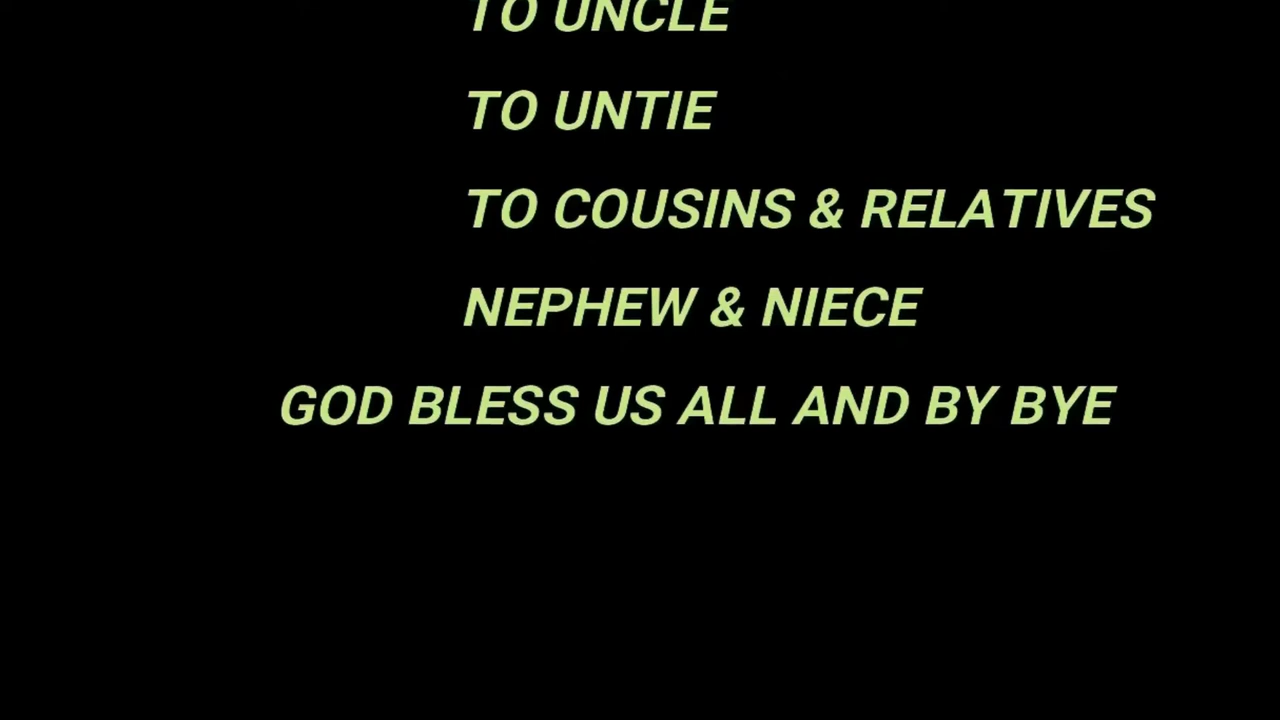 TO UNCLE
TO UNTIE
TO COUSINS & RELATIVES
NEPHEW & NIECE
GOD BLESS US ALL AND BY BYE